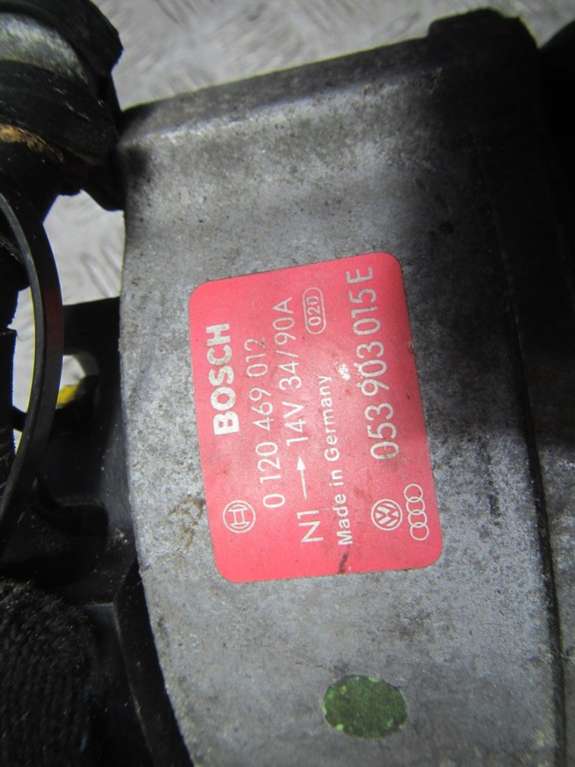 BOSCH
0 120 469 012
N1 → 14V 34/90A
020
Made in Germany
053 903 015 E